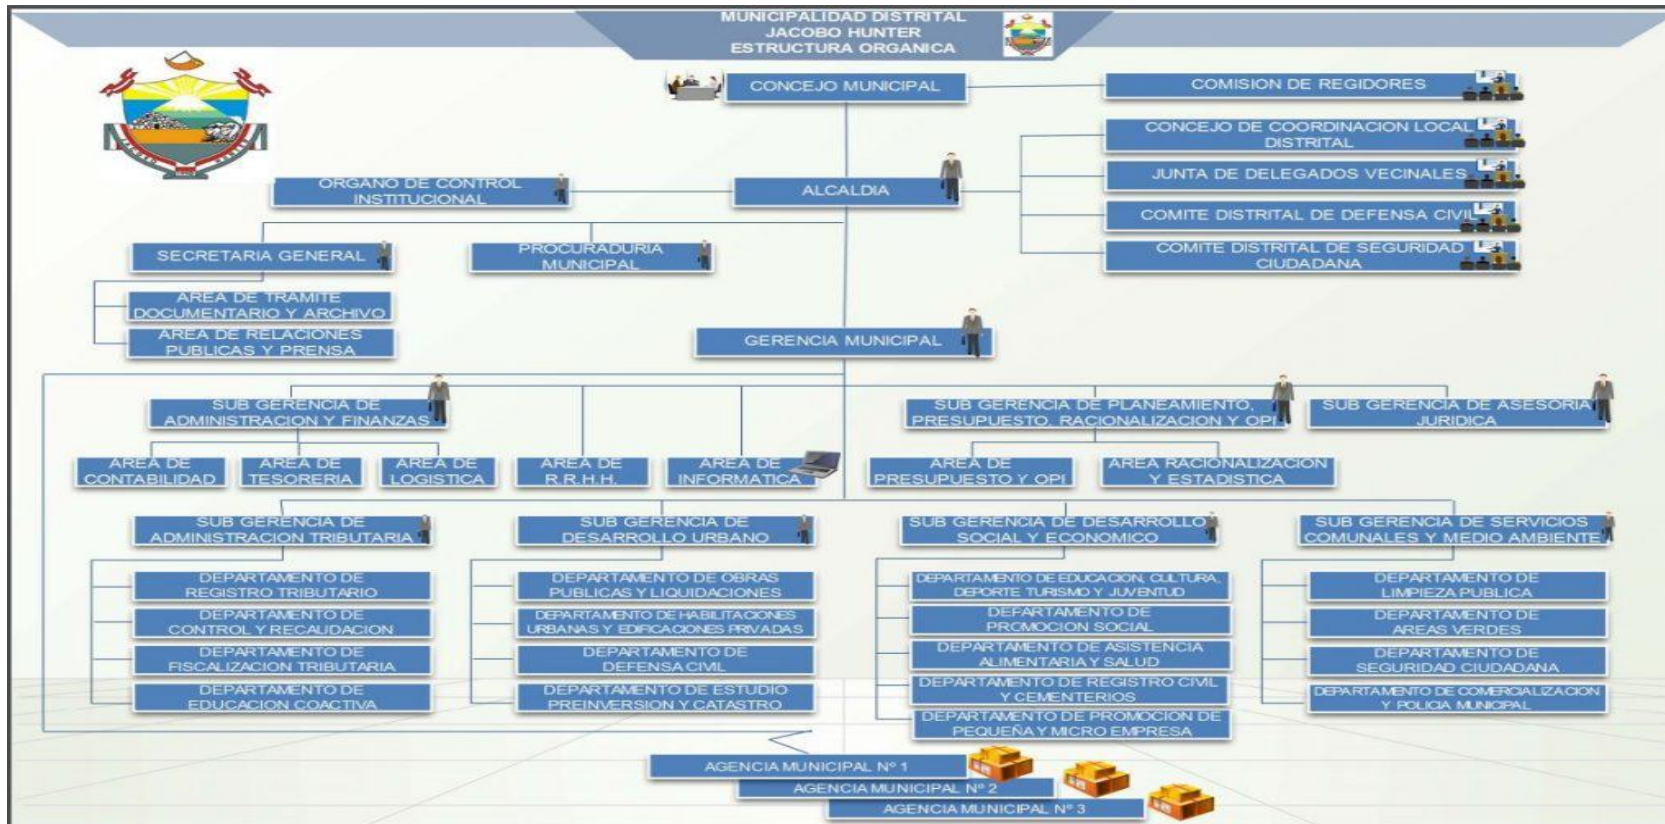 MUNICIPALIDAD DISTRITAL
JACOBO HUNTER
ESTRUCTURA ORGANICA
CONCEJO MUNICIPAL
COMISION DE REGIDORES
CONCEJO DE COORDINACION LOCAL
DISTRITAL
ORGANO DE CONTROL
INSTITUCIONAL
ALCALDIA
JUNTA DE DELEGADOS VECINALES
COMITE DISTRITAL DE DEFENSA CIVIL
SECRETARIA GENERAL
PROCURADURIA
MUNICIPAL
COMITE DISTRITAL DE SEGURIDAD
CIUDADANA
AREA DE TRAMITE
DOCUMENTARIO Y ARCHIVO
AREA DE RELACIONES
PUBLICAS Y PRENSA
GERENCIA MUNICIPAL
SUB GERENCIA DE
ADMINISTRACION Y FINANZAS
SUB GERENCIA DE PLANEAMIENTO,
PRESUPUESTO, RACIONALIZACION Y OPI
SUB GERENCIA DE ASESORIA
JURIDICA
AREA DE
CONTABILIDAD
AREA DE
TESORERIA
AREA DE
LOGISTICA
AREA DE
R.R.H.H.
AREA DE
INFORMATICA
AREA DE
PRESUPUESTO Y OPI
AREA RACIONALIZACION
Y ESTADISTICA
SUB GERENCIA DE
ADMINISTRACION TRIBUTARIA
SUB GERENCIA DE
DESARROLLO URBANO
SUB GERENCIA DE DESARROLLO
SOCIAL Y ECONOMICO
SUB GERENCIA DE SERVICIOS
COMUNALES Y MEDIO AMBIENTE
DEPARTAMENTO DE
REGISTRO TRIBUTARIO
DEPARTAMENTO DE
CONTROL Y RECAUDACION
DEPARTAMENTO DE
FISCALIZACION TRIBUTARIA
DEPARTAMENTO DE
EDUCACION COACTIVA
DEPARTAMENTO DE OBRAS
PUBLICAS Y LIQUIDACIONES
DEPARTAMENTO DE HABILITACIONES
URBANAS Y EDIFICACIONES PRIVADAS
DEPARTAMENTO DE
DEFENSA CIVIL
DEPARTAMENTO DE ESTUDIO
PREINVERSION Y CATASTRO
DEPARTAMENTO DE EDUCACION, CULTURA,
DEPORTE TURISMO Y JUVENTUD
DEPARTAMENTO DE
PROMOCION SOCIAL
DEPARTAMENTO DE ASISTENCIA
ALIMENTARIA Y SALUD
DEPARTAMENTO DE REGISTRO CIVIL
Y CEMENTERIOS
DEPARTAMENTO DE PROMOCION DE
PEQUEÑA Y MICRO EMPRESA
DEPARTAMENTO DE
LIMPIEZA PUBLICA
DEPARTAMENTO DE
AREAS VERDES
DEPARTAMENTO DE
SEGURIDAD CIUDADANA
DEPARTAMENTO DE COMERCIALIZACION
Y POLICIA MUNICIPAL
AGENCIA MUNICIPAL Nº 1
AGENCIA MUNICIPAL Nº 2
AGENCIA MUNICIPAL Nº 3